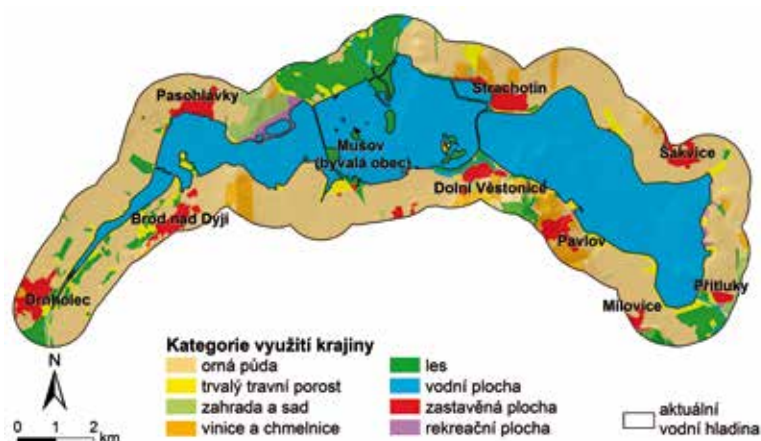 Strachotín
Pasohlávky
Mušov
(bývalá obec)
Šakvice
Dolní Věstonice
Brod nad Dyjí
Pavlov
Drnholec
Přítluky
Milovice
N
0 1 2
km
Kategorie využití krajiny
orná půda
trvalý travní porost
zahrada a sad
vinice a chmelnice
les
vodní plocha
zastavěná plocha
rekreační plocha
aktuální
vodní hladina